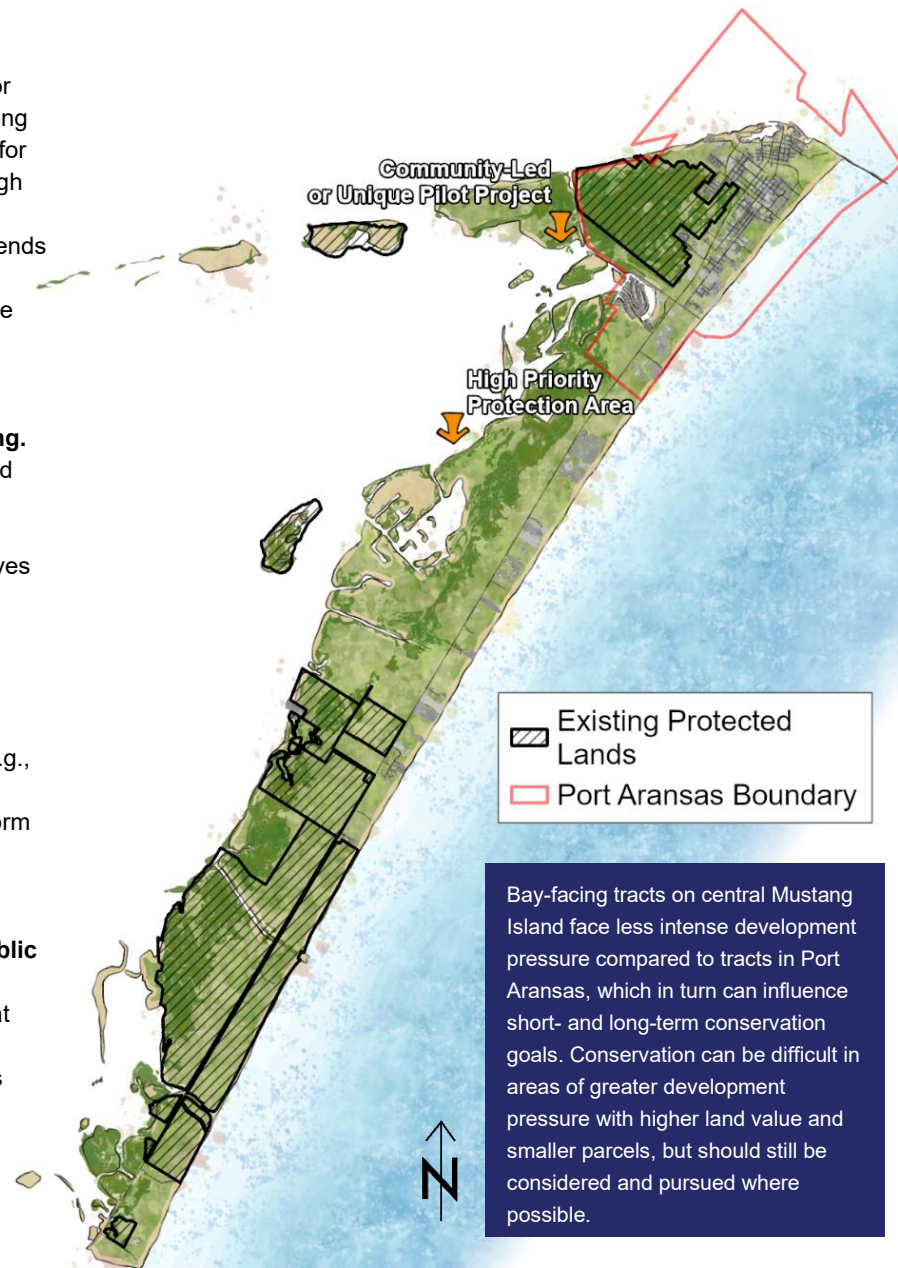 or
ing
for
gh
ends
e
ng.
d
ves
.g.,
orm
blic
at
s
Community-Led
or Unique Pilot Project
High Priority
Protection Area
Existing Protected
Lands
Port Aransas Boundary
Bay-facing tracts on central Mustang
Island face less intense development
pressure compared to tracts in Port
Aransas, which in turn can influence
short- and long-term conservation
goals. Conservation can be difficult in
areas of greater development
pressure with higher land value and
smaller parcels, but should still be
considered and pursued where
possible.
N